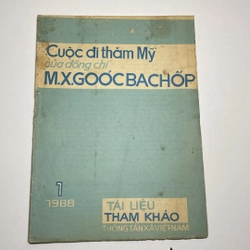 Cuộc đi thăm Mỹ
của đồng chí
M.X.GOÓCBACHỐP
1
1988
TÀI LIỆU
THAM KHẢO
THÔNG TẤN XÃ VIỆT NAM